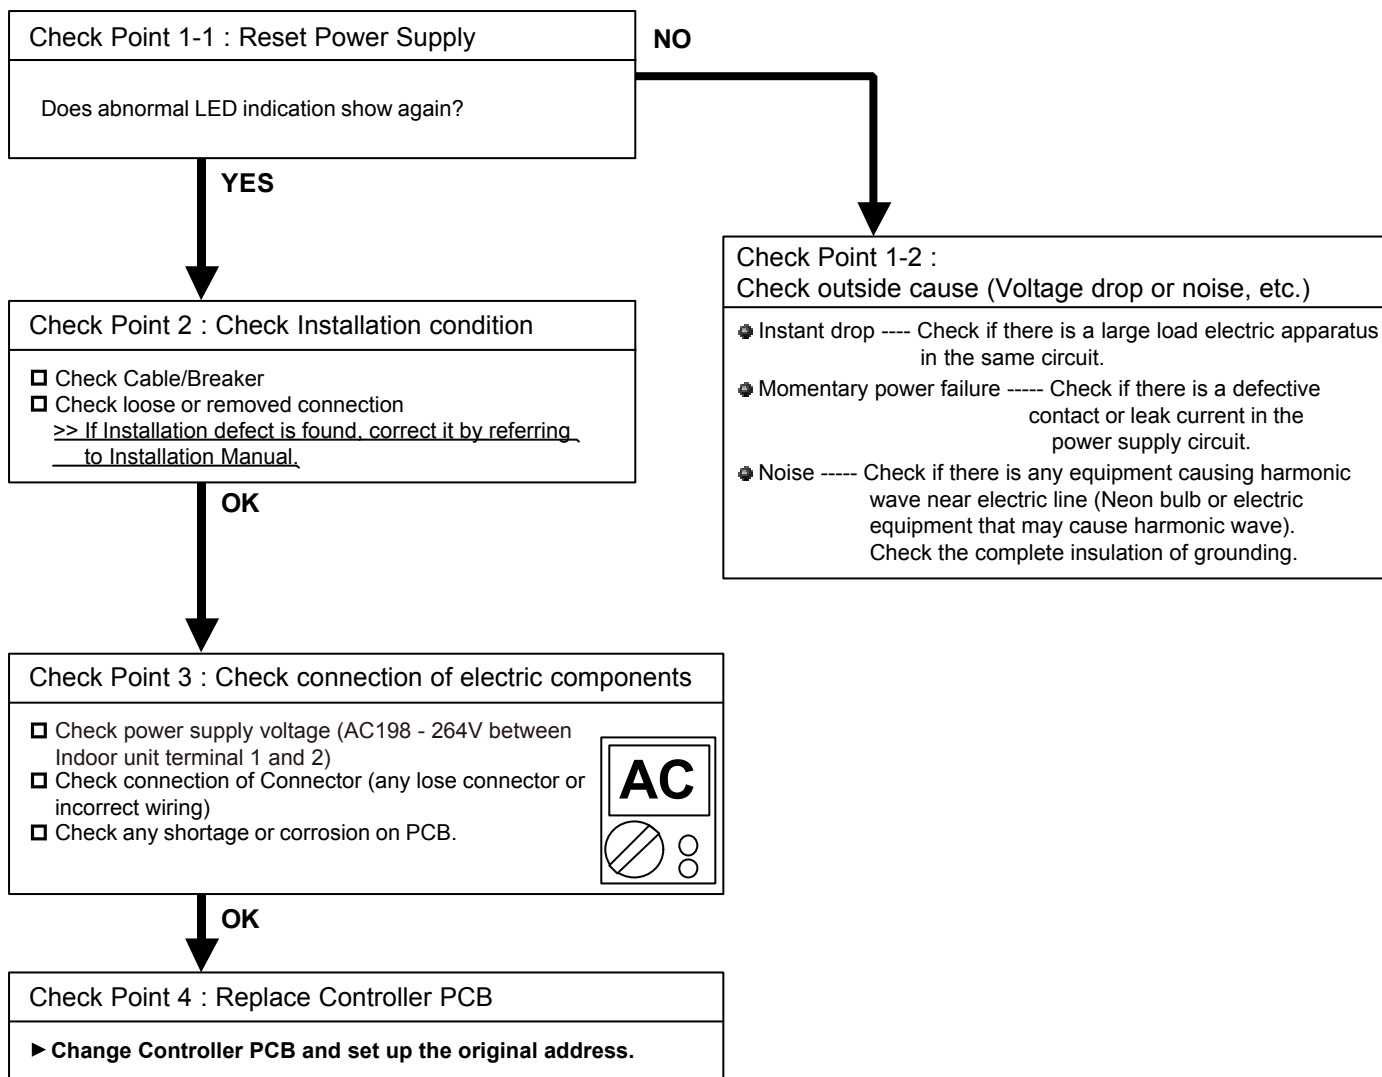 Check Point 1-1 : Reset Power Supply
Does abnormal LED indication show again?
NO
YES
Check Point 1-2 :
Check outside cause (Voltage drop or noise, etc.)
Instant drop ---- Check if there is a large load electric apparatus
in the same circuit.
Momentary power failure ----- Check if there is a defective
contact or leak current in the
power supply circuit.
Noise ----- Check if there is any equipment causing harmonic
wave near electric line (Neon bulb or electric
equipment that may cause harmonic wave).
Check the complete insulation of grounding.
Check Point 2 : Check Installation condition
Check Cable/Breaker
Check loose or removed connection
>> If Installation defect is found, correct it by referring
to Installation Manual.
OK
Check Point 3 : Check connection of electric components
Check power supply voltage (AC198 - 264V between
Indoor unit terminal 1 and 2)
Check connection of Connector (any lose connector or
incorrect wiring)
Check any shortage or corrosion on PCB.
AC
OK
Check Point 4 : Replace Controller PCB
►Change Controller PCB and set up the original address.